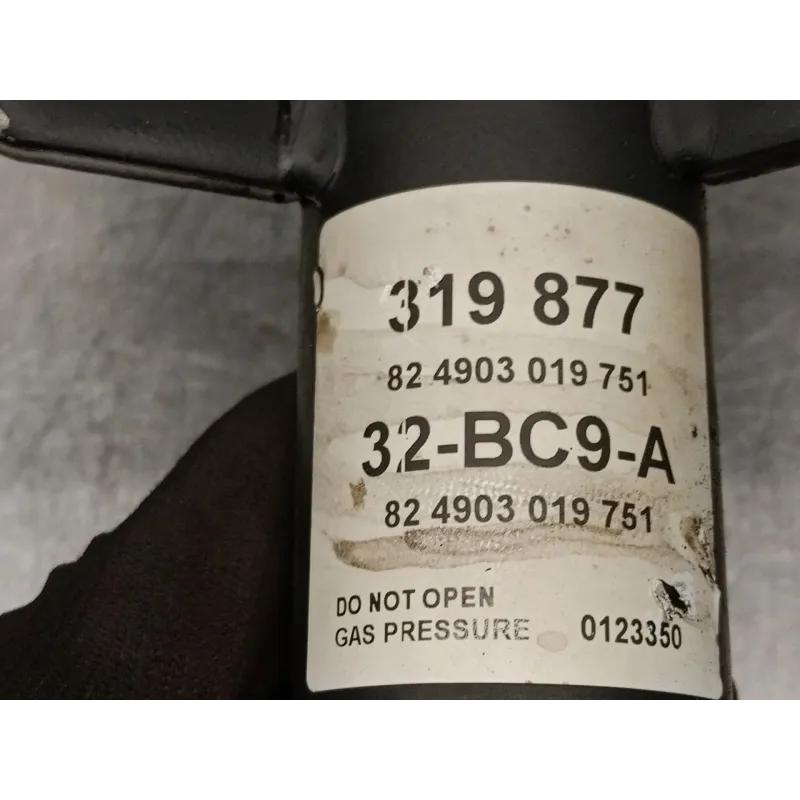 319 877
82 4903 019 751
32-BC9-A
82 4903 019 751
DO NOT OPEN
GAS PRESSURE 0123350